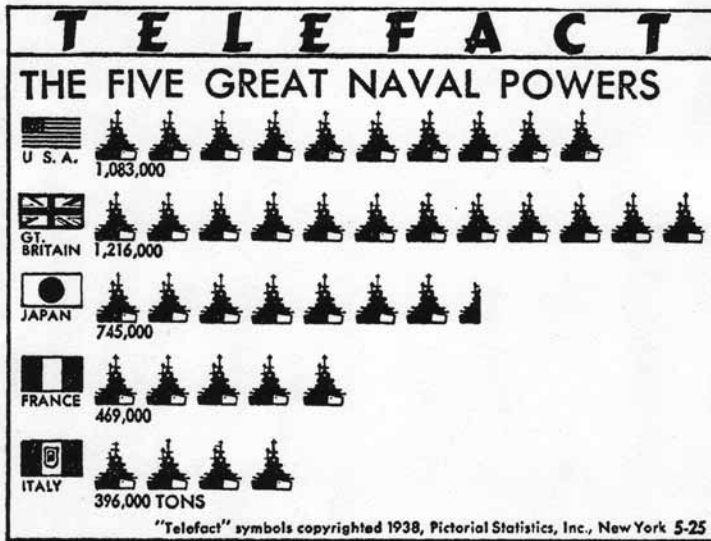 TELEFACT
THE FIVE GREAT NAVAL POWERS
U S. A.
1,083,000
GT.
BRITAIN
1,216,000
JAPAN
745,000
FRANCE
469,000
ITALY
396,000 TONS
"Telefact" symbols copyrighted 1938, Pictorial Statistics, Inc., New York 5-25